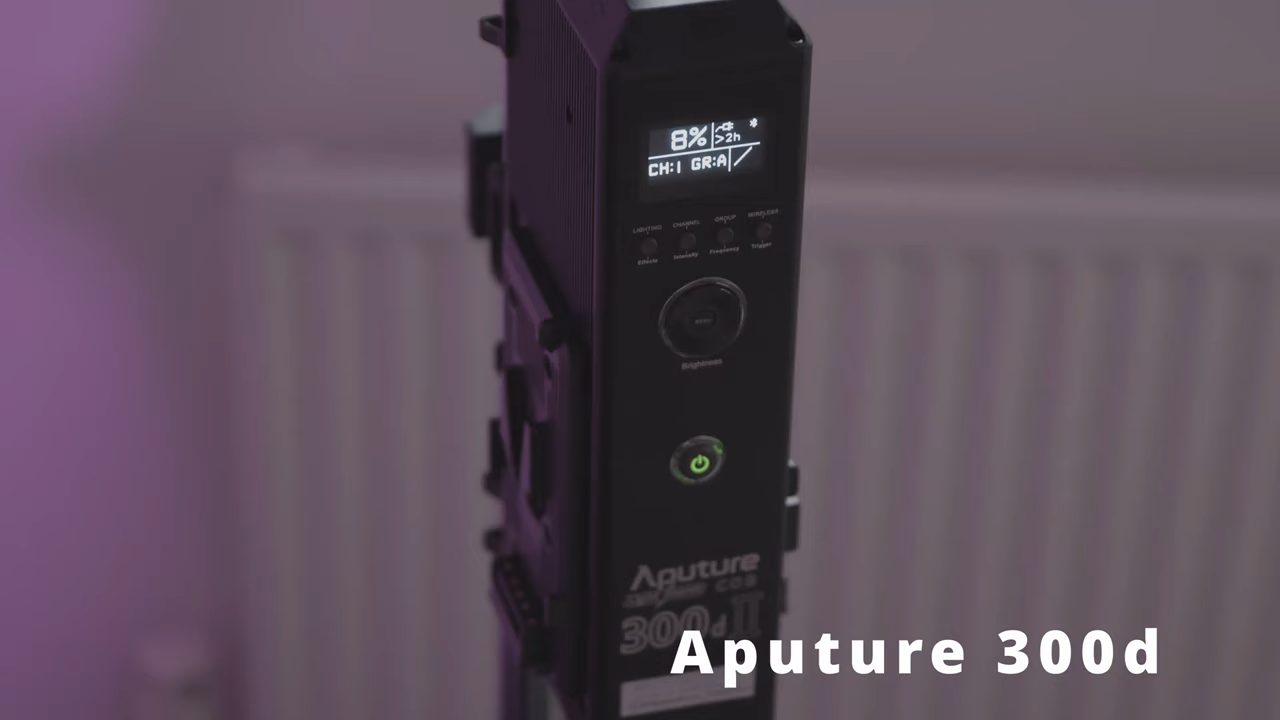 8% >2h
CH:1 GR:A
LIGHTING CHANNEL GROUP WIRELESS
Effects Intensity Frequency Trigger
MENU
Brightness
Aputure
COB
300d II
Aputure 300d